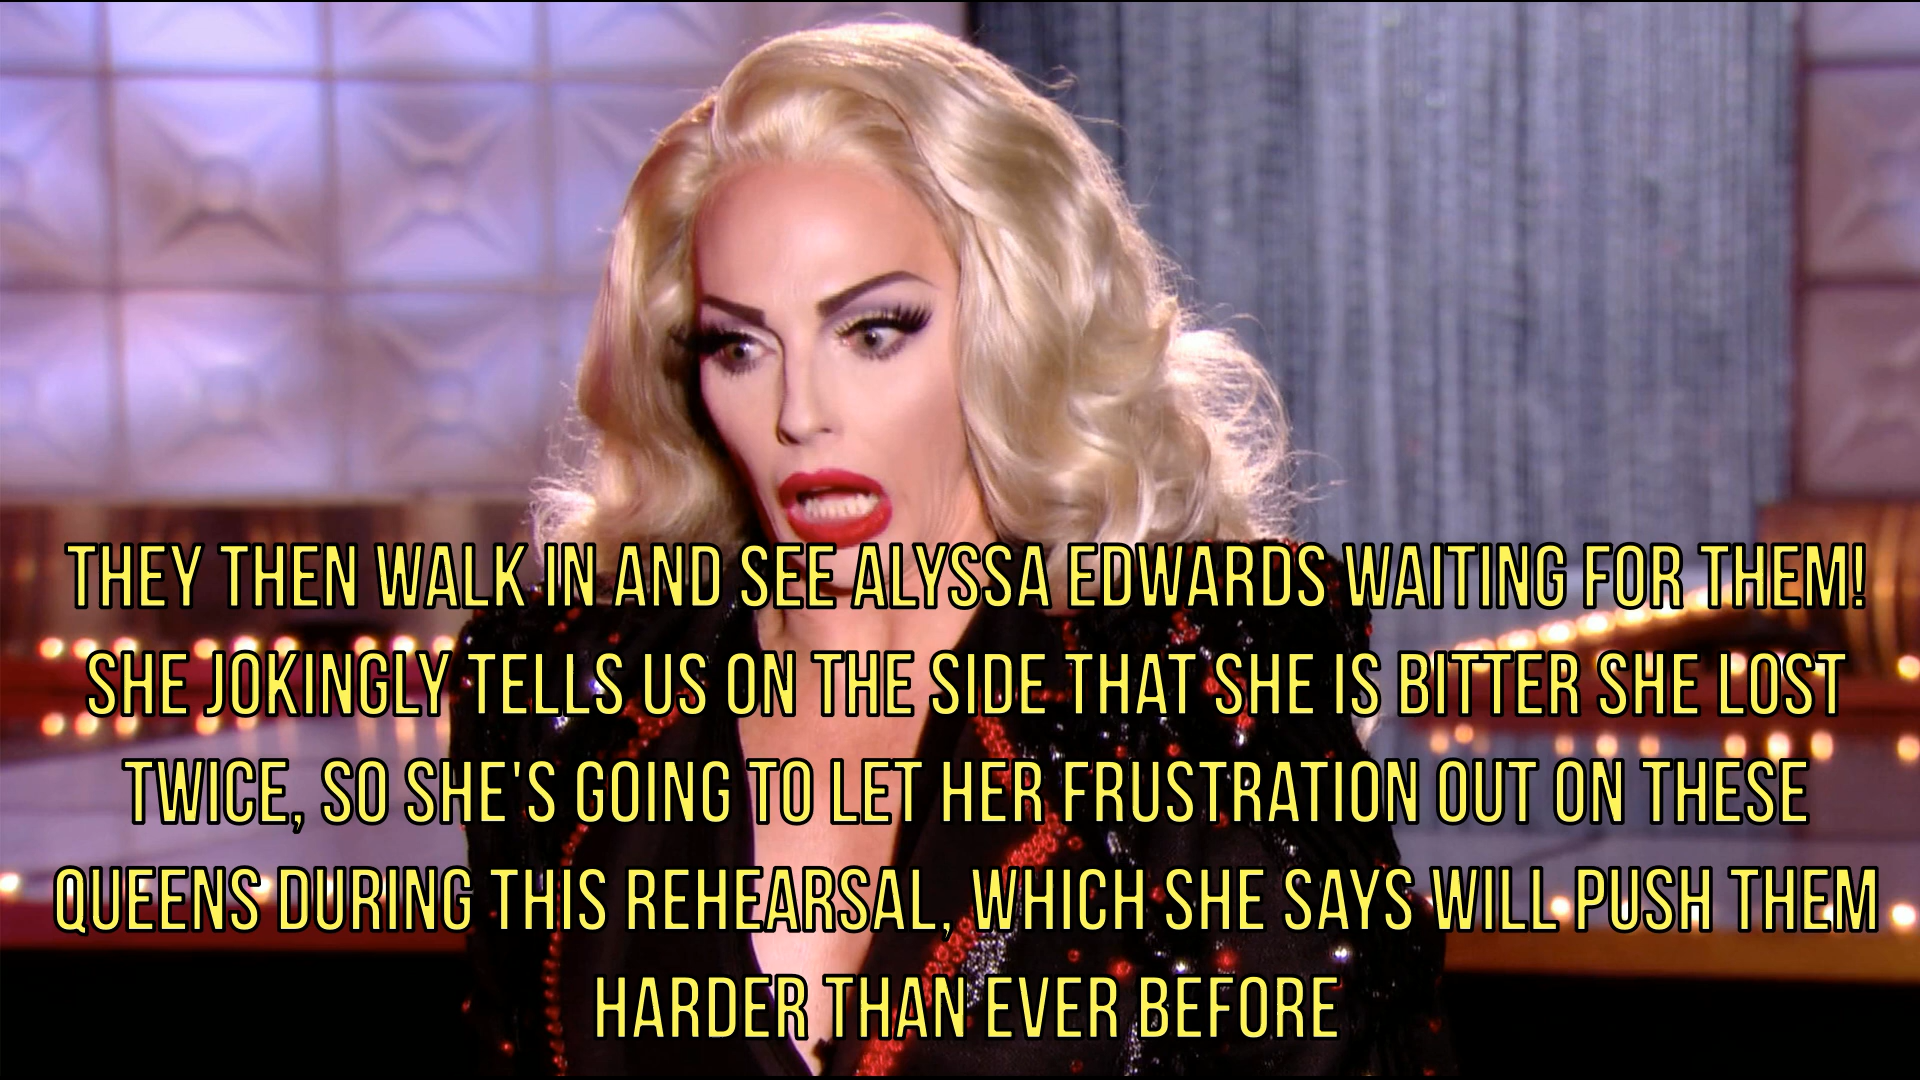 THEY THEN WALK IN AND SEE ALYSSA EDWARDS WAITING FOR THEM!
SHE JOKINGLY TELLS US ON THE SIDE THAT SHE IS BITTER SHE LOST
TWICE, SO SHE'S GOING TO LET HER FRUSTRATION OUT ON THESE
QUEENS DURING THIS REHEARSAL, WHICH SHE SAYS WILL PUSH THEM
HARDER THAN EVER BEFORE